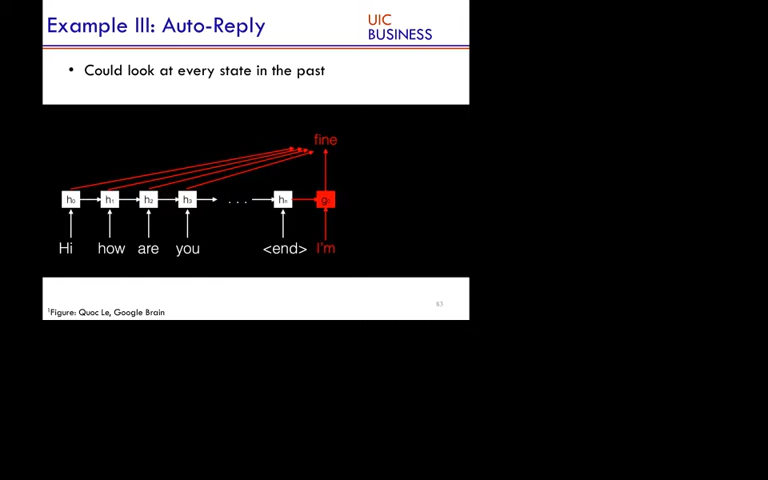 Example III: Auto-Reply
UIC
BUSINESS
• Could look at every state in the past
fine
h₀ h₁ h₂ h₃ . . . hₙ
Hi how are you <end> I'm
¹Figure: Quoc Le, Google Brain
83